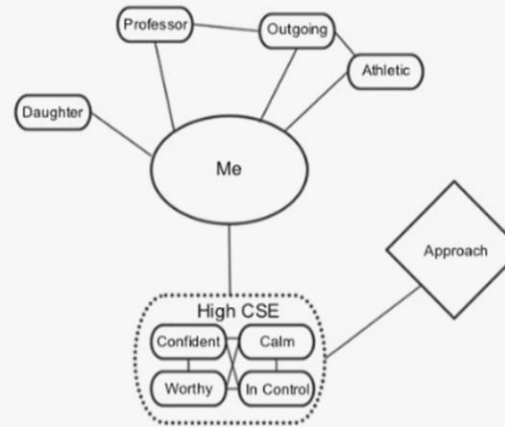 Professor
Outgoing
Athletic
Daughter
Me
Approach
High CSE
Confident
Calm
Worthy
In Control